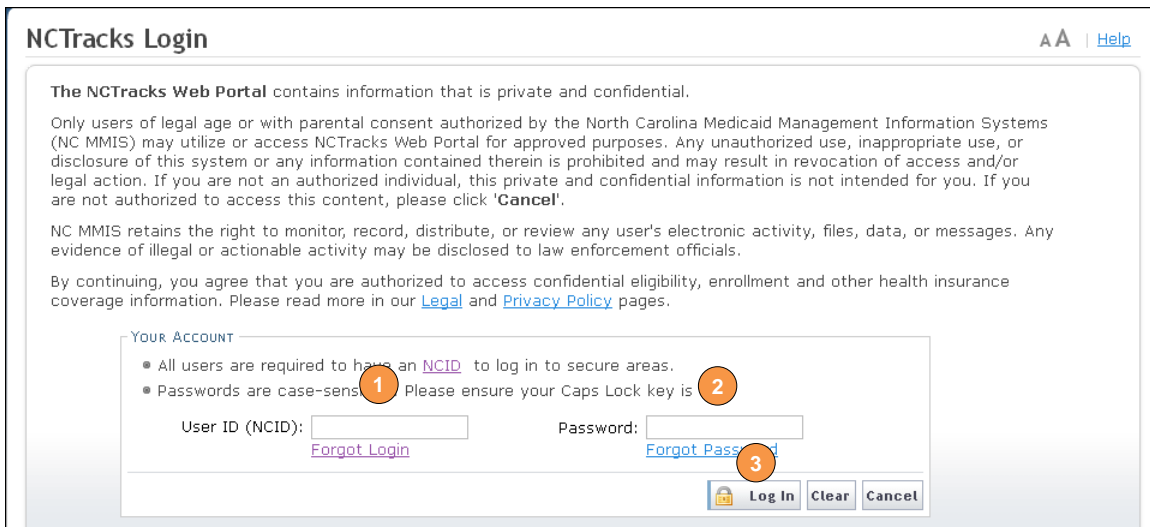 NCTracks Login
A A | Help
The NCTracks Web Portal contains information that is private and confidential.
Only users of legal age or with parental consent authorized by the North Carolina Medicaid Management Information Systems
(NC MMIS) may utilize or access NCTracks Web Portal for approved purposes. Any unauthorized use, inappropriate use, or
disclosure of this system or any information contained therein is prohibited and may result in revocation of access and/or
legal action. If you are not an authorized individual, this private and confidential information is not intended for you. If you
are not authorized to access this content, please click 'Cancel'.
NC MMIS retains the right to monitor, record, distribute, or review any user's electronic activity, files, data, or messages. Any
evidence of illegal or actionable activity may be disclosed to law enforcement officials.
By continuing, you agree that you are authorized to access confidential eligibility, enrollment and other health insurance
coverage information. Please read more in our Legal and Privacy Policy pages.
Your Account
All users are required to have an NCID to log in to secure areas.
Passwords are case-sens Please ensure your Caps Lock key is
1
2
User ID (NCID):
Password:
Forgot Login
Forgot Password
3
Log In
Clear
Cancel